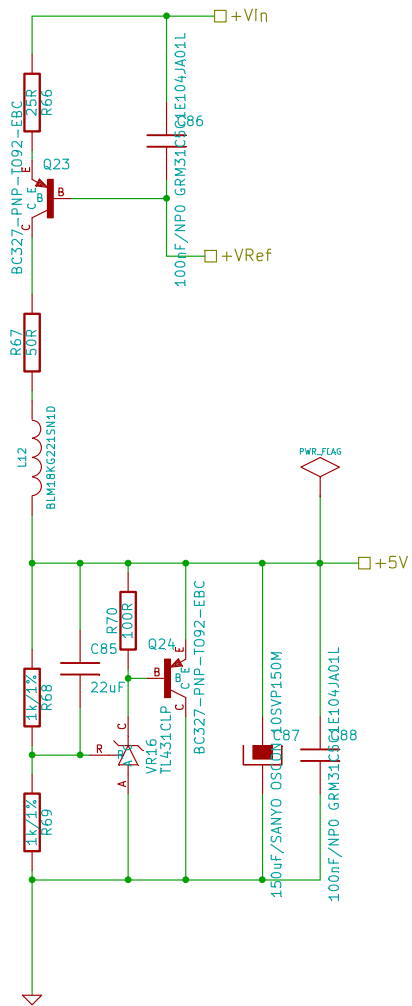 +Vin
25R
R66
C86
100nF/NP0 GRM31C5C1E104JA01L
Q23
BC327-PNP-TO92-EBC
E
B
C
E
B
C
+VRef
R67
50R
L12
BLM18KG221SN1D
PWR_FLAG
+5V
R70
100R
C85
22uF
Q24
BC327-PNP-TO92-EBC
E
B
C
E
B
C
R68
1k/1%
R
C
A
VR16
TL431CLP
C87
150uF/SANYO OSCON 10SVP150M
C88
100nF/NP0 GRM31C5C1E104JA01L
R69
1k/1%